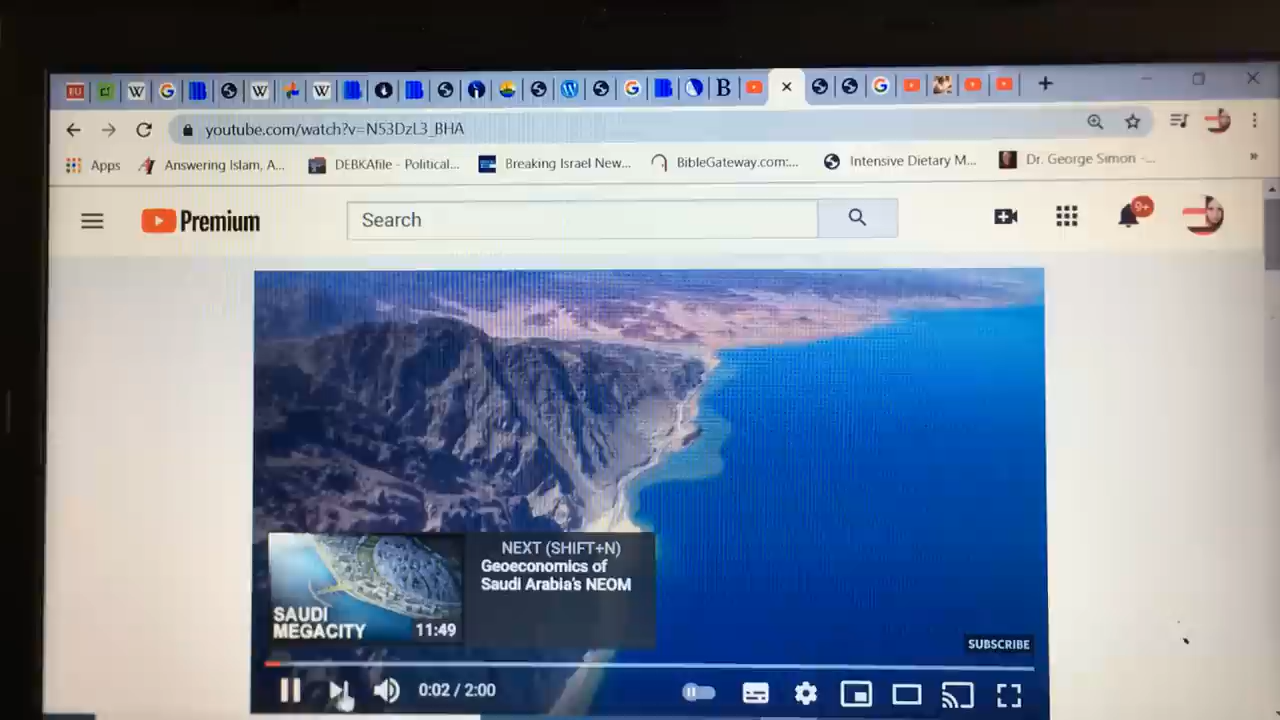 youtube.com/watch?v=N53DzL3_BHA
Apps
Answering Islam, A...
DEBKAfile - Political...
Breaking Israel New...
BibleGateway.com:...
Intensive Dietary M...
Dr. George Simon -...
»
Premium
Search
9+
NEXT (SHIFT+N)
Geoeconomics of
Saudi Arabia's NEOM
SAUDI
MEGACITY
11:49
SUBSCRIBE
0:02 / 2:00